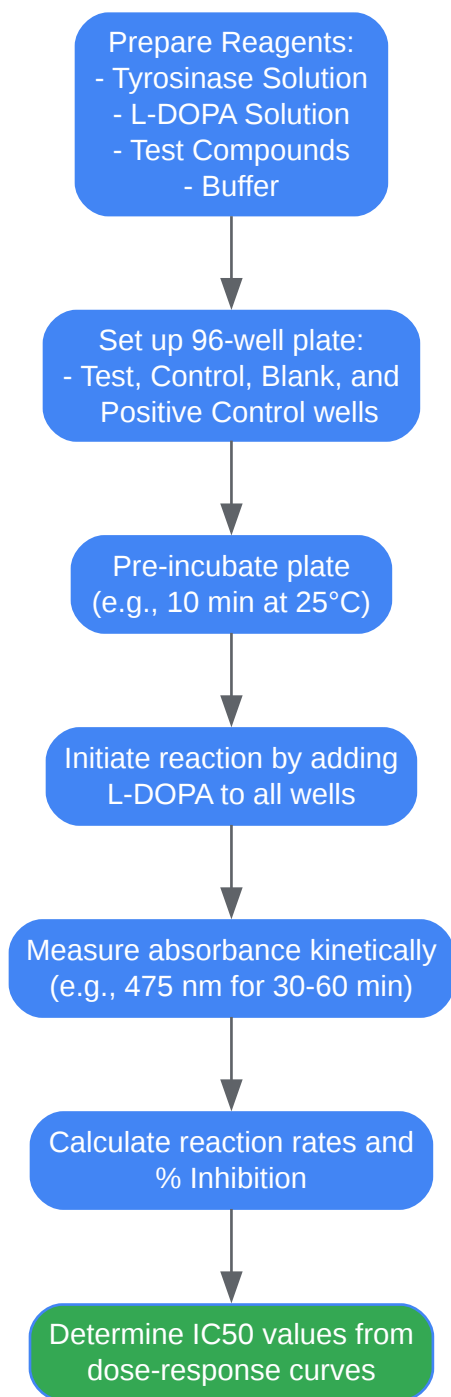 Prepare Reagents:
- Tyrosinase Solution
- L-DOPA Solution
- Test Compounds
- Buffer
Set up 96-well plate:
- Test, Control, Blank, and
Positive Control wells
Pre-incubate plate
(e.g., 10 min at 25°C)
Initiate reaction by adding
L-DOPA to all wells
Measure absorbance kinetically
(e.g., 475 nm for 30-60 min)
Calculate reaction rates and
% Inhibition
Determine IC50 values from
dose-response curves